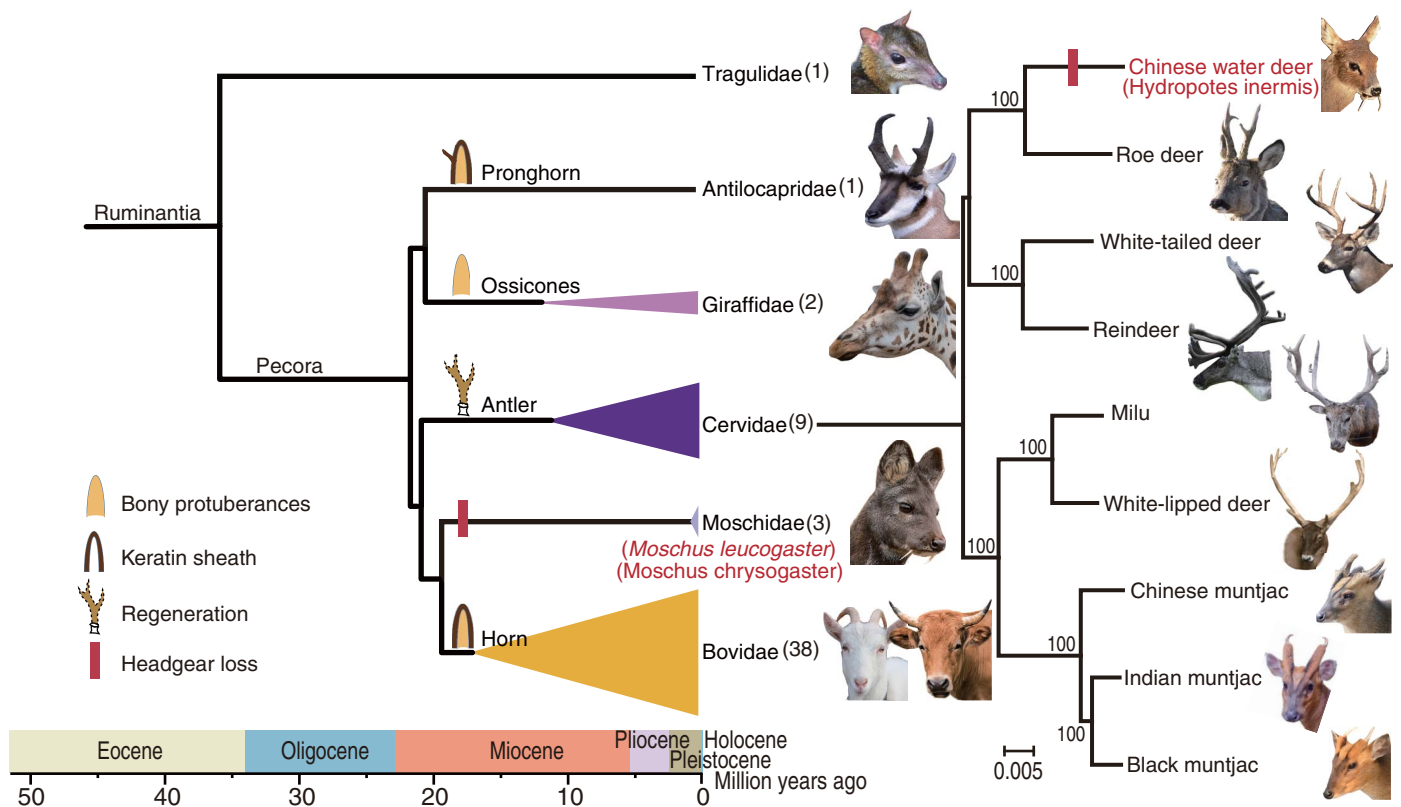 Ruminantia
Tragulidae (1)
Pronghorn
Antilocapridae (1)
Ossicones
Giraffidae (2)
Pecora
Antler
Cervidae (9)
Moschidae (3)
(Moschus leucogaster)
(Moschus chrysogaster)
Horn
Bovidae (38)
Bony protuberances
Keratin sheath
Regeneration
Headgear loss
Eocene
Oligocene
Miocene
Pliocene
Pleistocene
Holocene
Million years ago
50
40
30
20
10
0
100
Chinese water deer
(Hydropotes inermis)
Roe deer
100
White-tailed deer
Reindeer
100
Milu
White-lipped deer
100
Chinese muntjac
100
Indian muntjac
100
Black muntjac
0.005